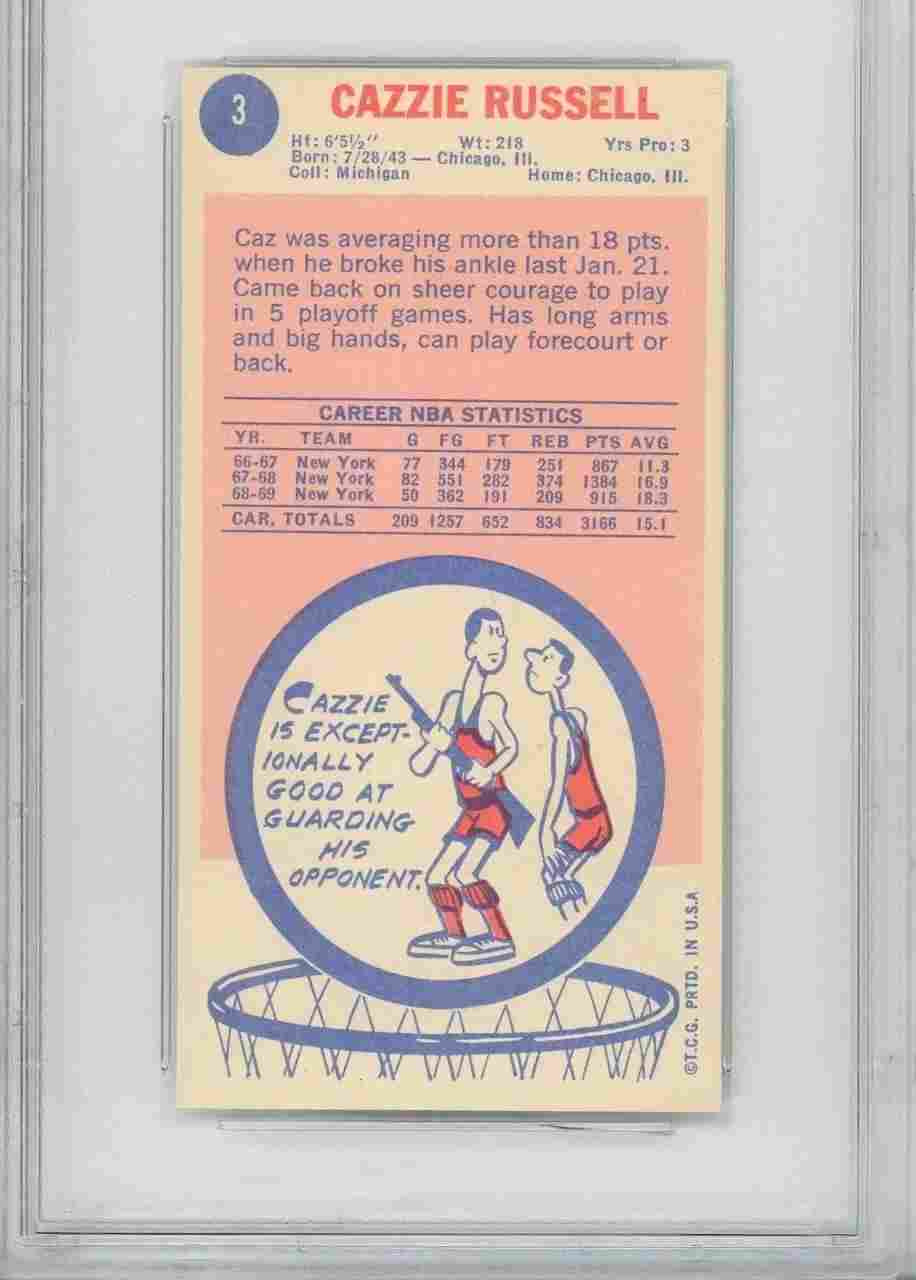 3
CAZZIE RUSSELL
Ht: 6'5½" Wt: 218 Yrs Pro: 3
Born: 7/28/43 — Chicago, Ill.
Coll: Michigan Home: Chicago, Ill.
Caz was averaging more than 18 pts.
when he broke his ankle last Jan. 21.
Came back on sheer courage to play
in 5 playoff games. Has long arms
and big hands, can play forecourt or
back.
CAREER NBA STATISTICS
YR. TEAM G FG FT REB PTS AVG
66-67 New York 77 344 179 251 867 11.3
67-68 New York 82 551 282 374 1384 16.9
68-69 New York 50 362 191 209 915 18.3
CAR. TOTALS 209 1257 652 834 3166 15.1
CAZZIE
IS EXCEPT-
IONALLY
GOOD AT
GUARDING
HIS
OPPONENT.
©T.C.G. PRTD. IN U.S.A